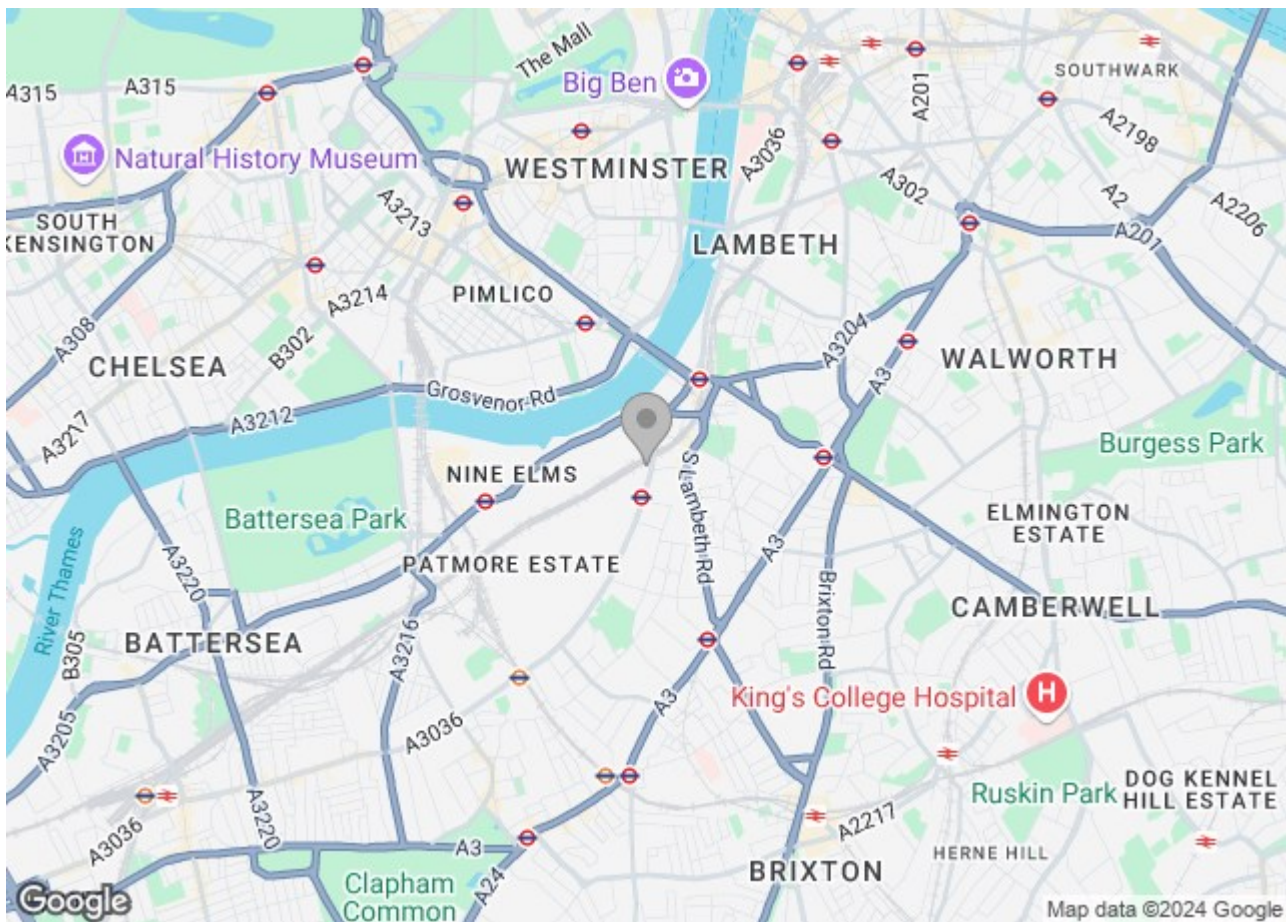 The Mall
SOUTHWARK
A315
A315
A201
Big Ben
A2198
Natural History Museum
WESTMINSTER
A3036
A302
A2
A2206
A3213
SOUTH
KENSINGTON
LAMBETH
A201
A3214
PIMLICO
A308
B302
A3204
CHELSEA
WALWORTH
A3
Grosvenor Rd
A3212
A3217
Burgess Park
NINE ELMS
S Lambeth Rd
Battersea Park
ELMINGTON
ESTATE
A3
PATMORE ESTATE
River Thames
A3220
Brixton Rd
CAMBERWELL
BATTERSEA
B305
A3216
King's College Hospital
H
A3
A3205
A3036
Ruskin Park
DOG KENNEL
HILL ESTATE
A3220
A3036
A2217
A3
HERNE HILL
BRIXTON
Clapham
Common
A24
Google
Map data ©2024 Google